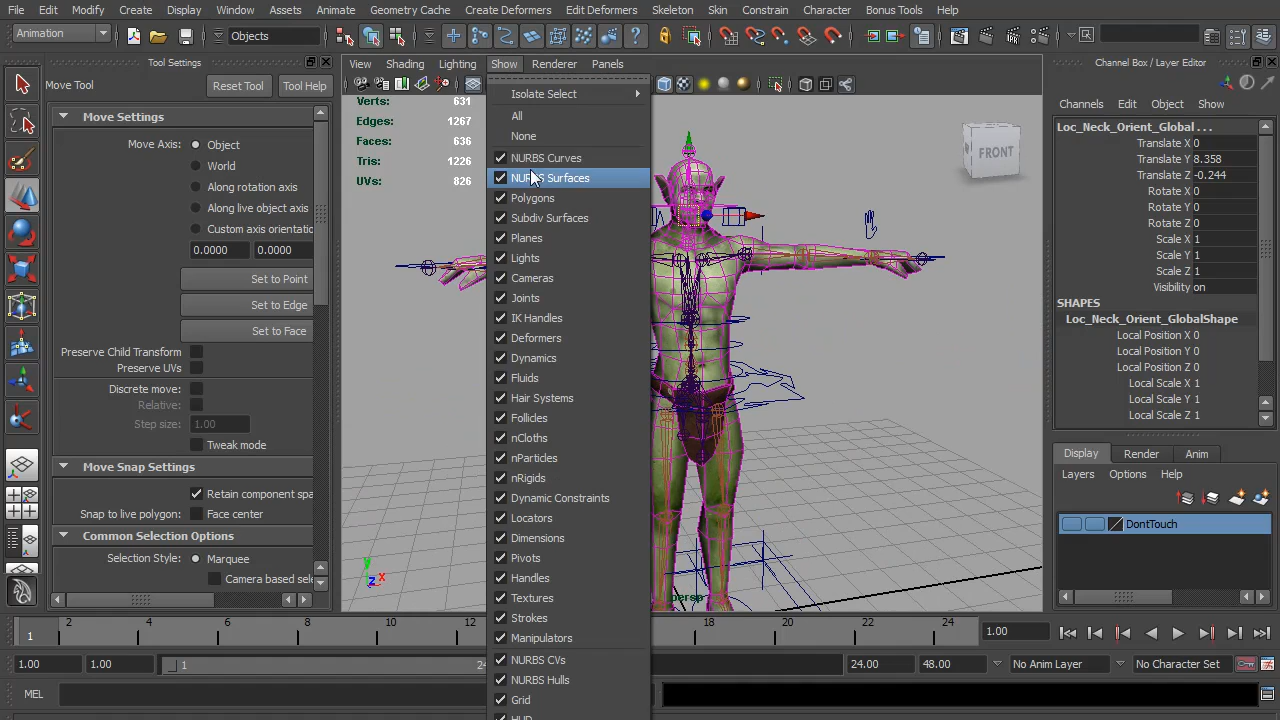 File Edit Modify Create Display Window Assets Animate Geometry Cache Create Deformers Edit Deformers Skeleton Skin Constrain Character Bonus Tools Help
Animation Objects
Tool Settings
Move Tool Reset Tool Tool Help
Move Settings
Move Axis: Object
World
Along rotation axis
Along live object axis
Custom axis orientatio
0.0000 0.0000
Set to Point
Set to Edge
Set to Face
Preserve Child Transform
Preserve UVs
Discrete move:
Relative:
Step size: 1.00
Tweak mode
Move Snap Settings
Retain component spa
Snap to live polygon: Face center
Common Selection Options
Selection Style: Marquee
Camera based sele
View Shading Lighting Show Renderer Panels
Verts: 631
Edges: 1267
Faces: 636
Tris: 1226
UVs: 826
Isolate Select
All
None
NURBS Curves
NURBS Surfaces
Polygons
Subdiv Surfaces
Planes
Lights
Cameras
Joints
IK Handles
Deformers
Dynamics
Fluids
Hair Systems
Follicles
nCloths
nParticles
nRigids
Dynamic Constraints
Locators
Dimensions
Pivots
Handles
Textures
Strokes
Manipulators
NURBS CVs
NURBS Hulls
Grid
HUD
FRONT
y
z x
persp
Channel Box / Layer Editor
Channels Edit Object Show
Loc_Neck_Orient_Global . . .
Translate X 0
Translate Y 8.358
Translate Z -0.244
Rotate X 0
Rotate Y 0
Rotate Z 0
Scale X 1
Scale Y 1
Scale Z 1
Visibility on
SHAPES
Loc_Neck_Orient_GlobalShape
Local Position X 0
Local Position Y 0
Local Position Z 0
Local Scale X 1
Local Scale Y 1
Local Scale Z 1
Display Render Anim
Layers Options Help
DontTouch
1 2 4 6 8 10 12 18 20 22 24 1.00
1.00 1.00 1 24 24.00 48.00 No Anim Layer No Character Set
MEL